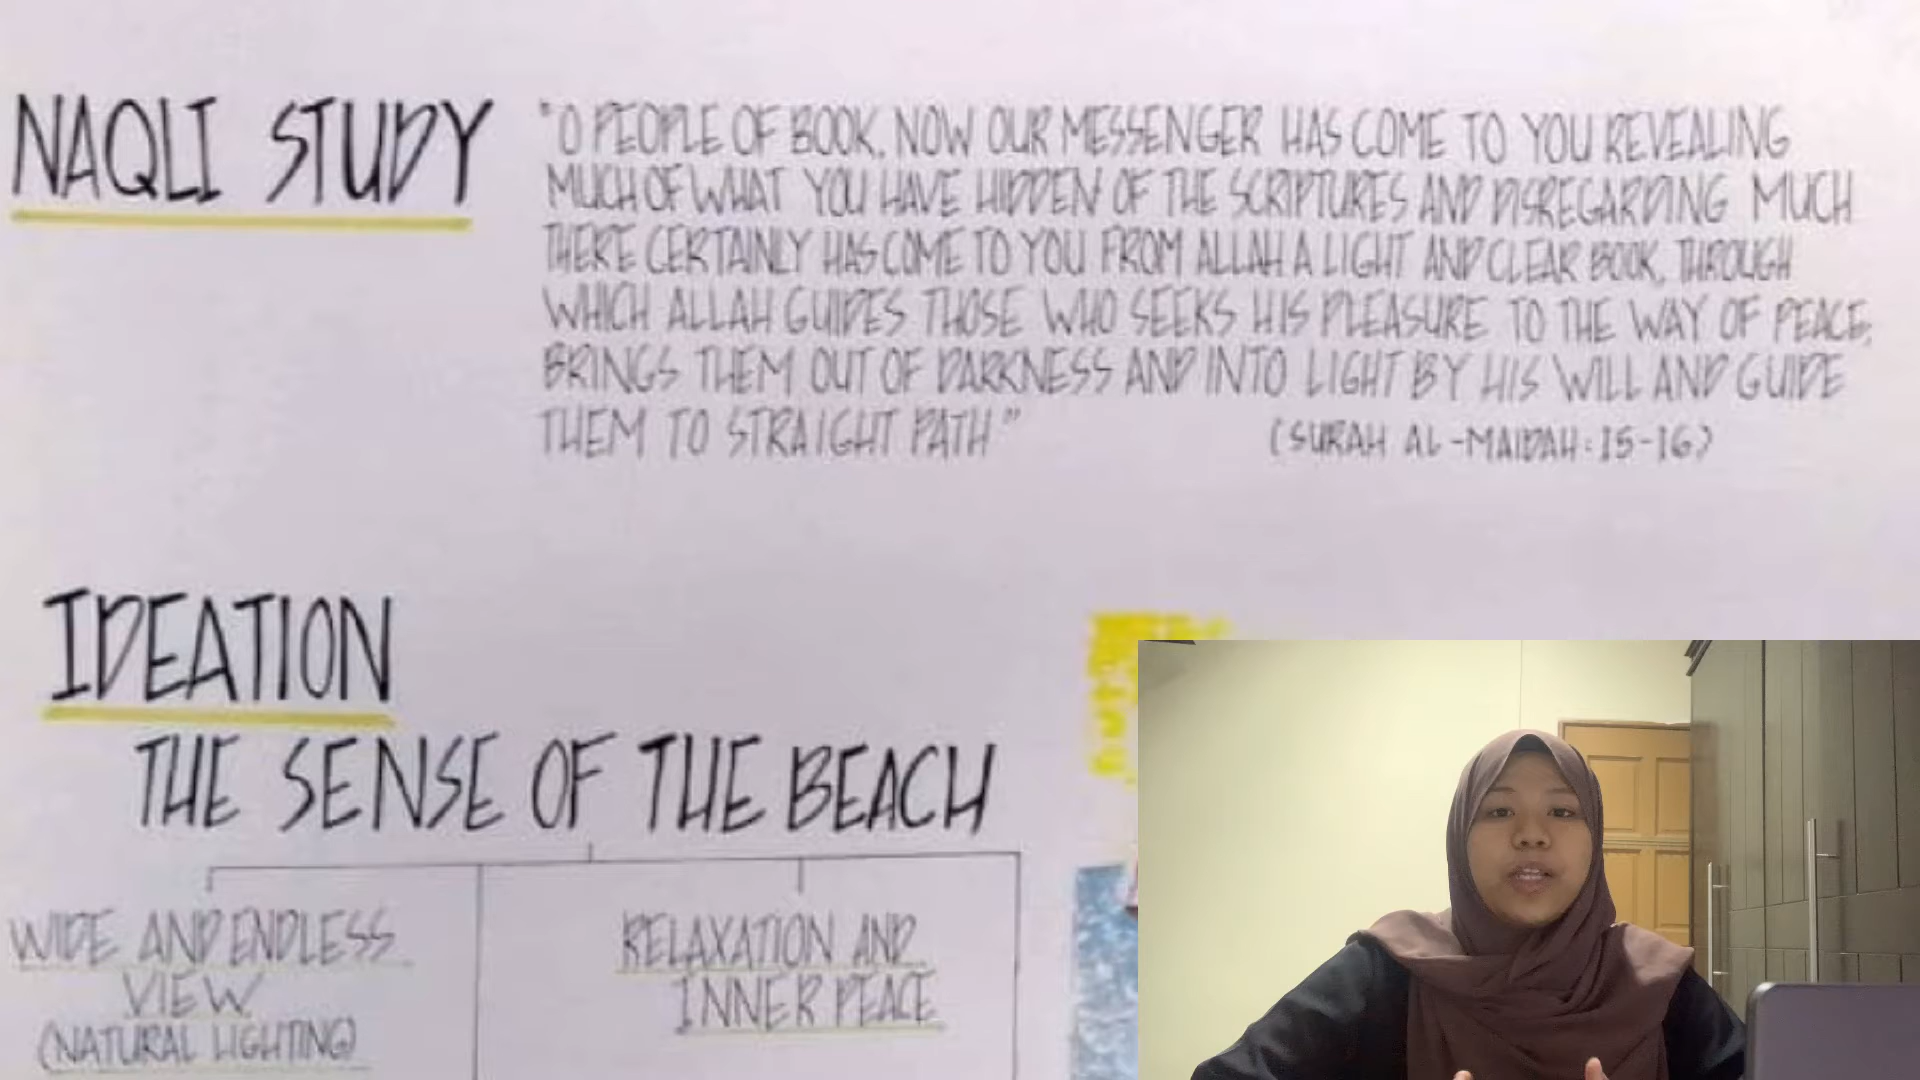 NAQLI STUDY
"O PEOPLE OF BOOK, NOW OUR MESSENGER HAS COME TO YOU REVEALING
MUCH OF WHAT YOU HAVE HIDDEN OF THE SCRIPTURES AND DISREGARDING MUCH
THERE CERTAINLY HAS COME TO YOU FROM ALLAH A LIGHT AND CLEAR BOOK, THROUGH
WHICH ALLAH GUIDES THOSE WHO SEEKS HIS PLEASURE TO THE WAY OF PEACE,
BRINGS THEM OUT OF DARKNESS AND INTO LIGHT BY HIS WILL AND GUIDE
THEM TO STRAIGHT PATH"
(SURAH AL-MAIDAH: 15-16)
IDEATION
THE SENSE OF THE BEACH
WIDE AND ENDLESS
VIEW
(NATURAL LIGHTING)
RELAXATION AND
INNER PEACE